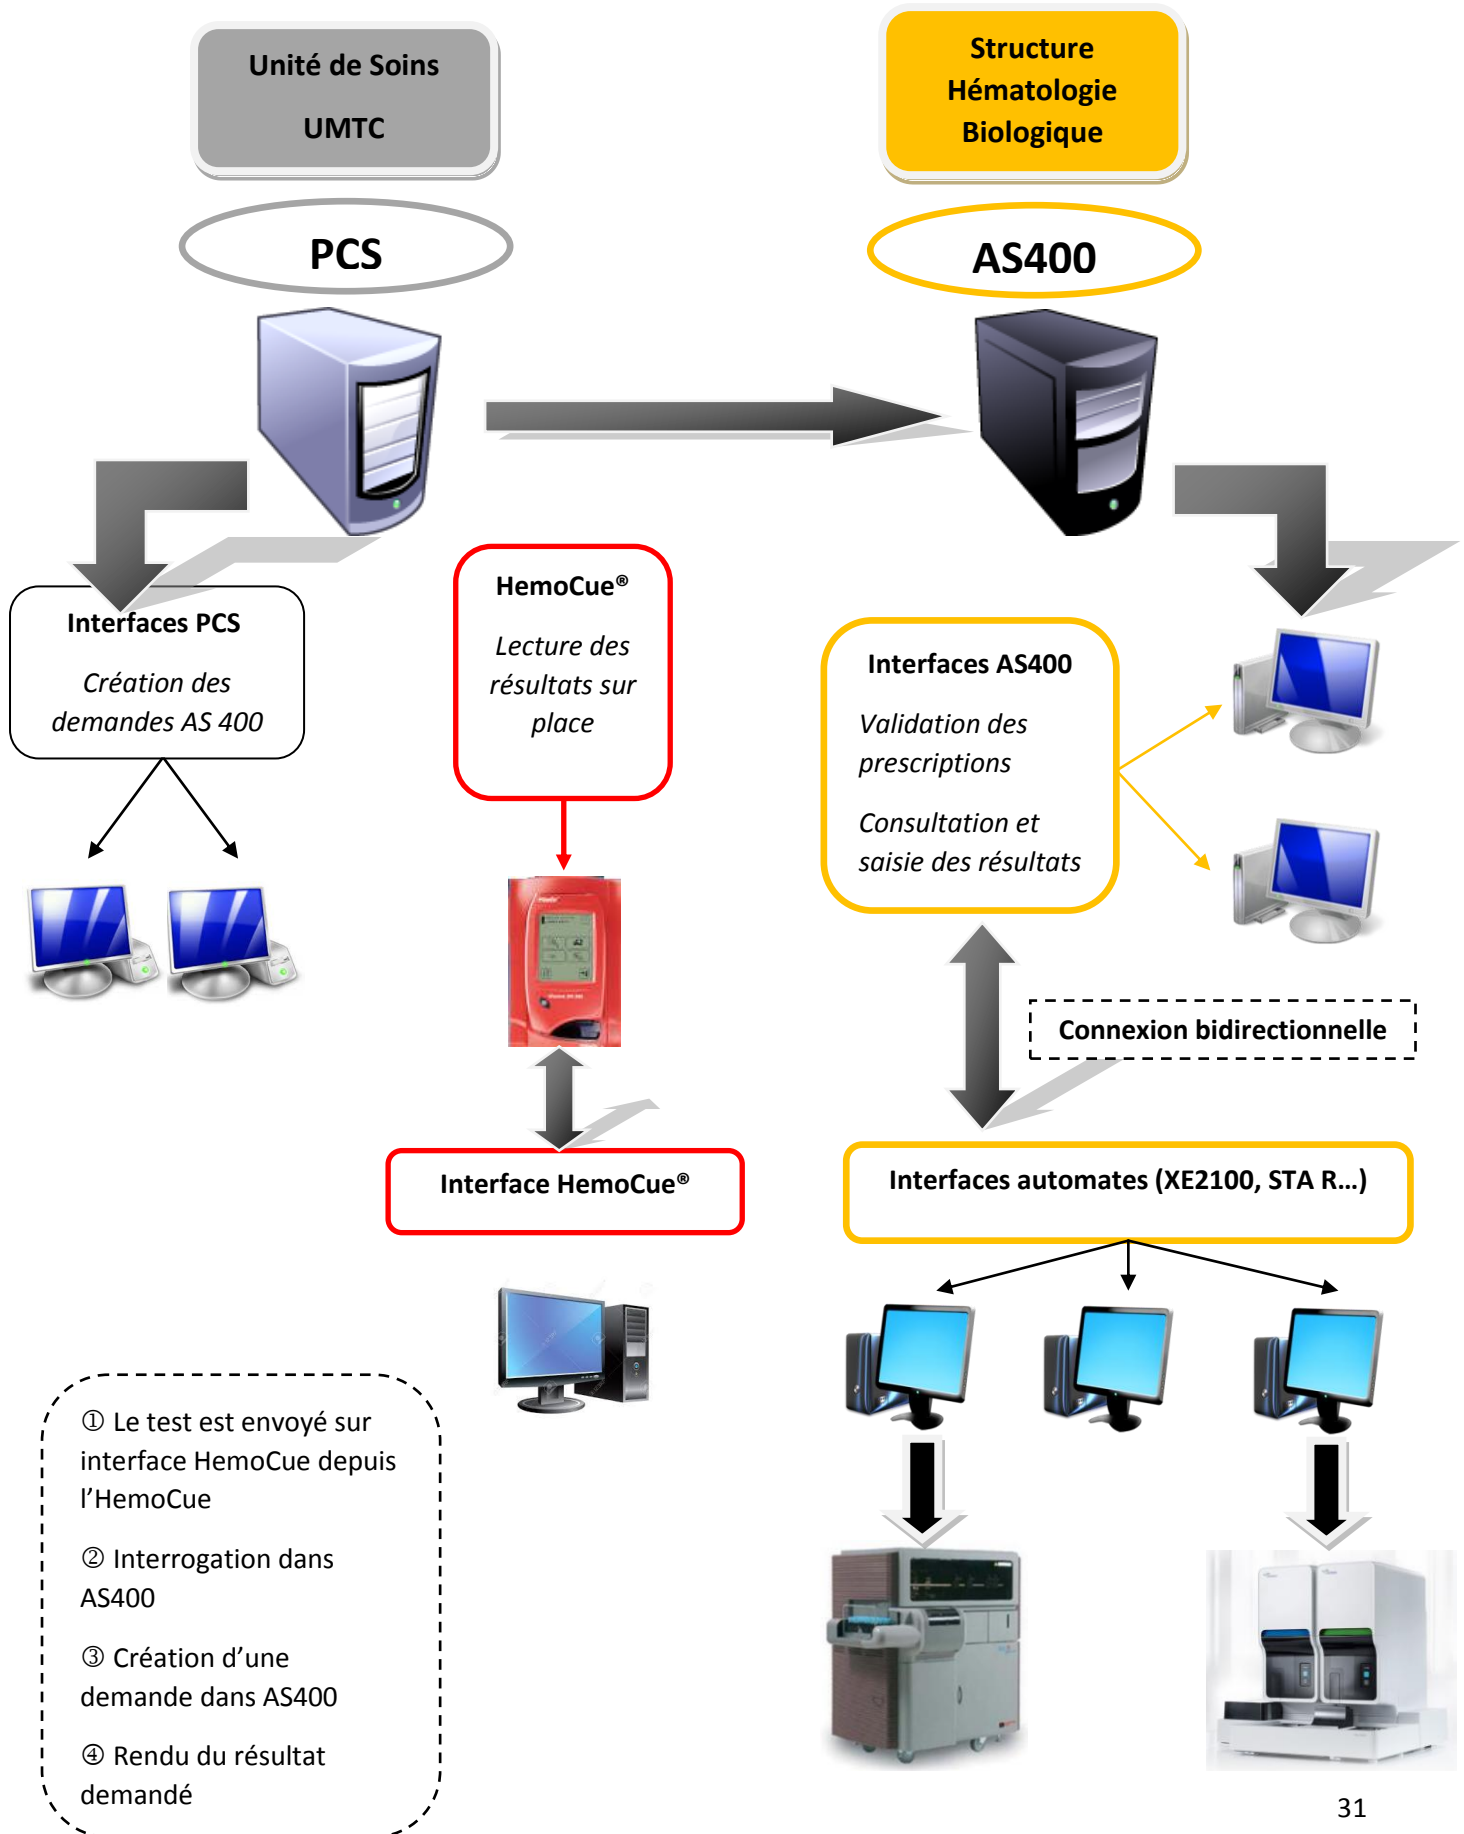 Unité de Soins
UMTC
Structure
Hématologie
Biologique
PCS
AS400
Interfaces PCS
Création des
demandes AS 400
HemoCue®
Lecture des
résultats sur
place
Interfaces AS400
Validation des
prescriptions
Consultation et
saisie des résultats
Connexion bidirectionnelle
Interface HemoCue®
Interfaces automates (XE2100, STA R…)
① Le test est envoyé sur
interface HemoCue depuis
l’HemoCue
② Interrogation dans
AS400
③ Création d’une
demande dans AS400
④ Rendu du résultat
demandé
31